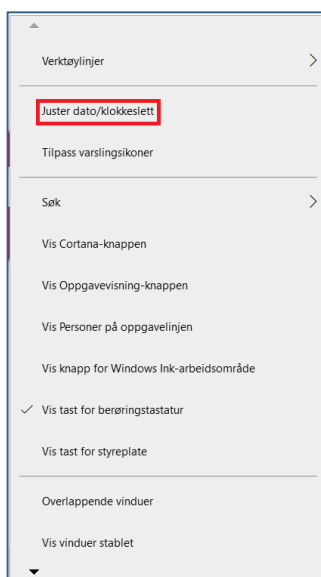 Verktøylinjer
Juster dato/klokkeslett
Tilpass varslingsikoner
Søk
Vis Cortana-knappen
Vis Oppgavevisning-knappen
Vis Personer på oppgavelinjen
Vis knapp for Windows Ink-arbeidsområde
Vis tast for berøringstastatur
Vis tast for styreplate
Overlappende vinduer
Vis vinduer stablet